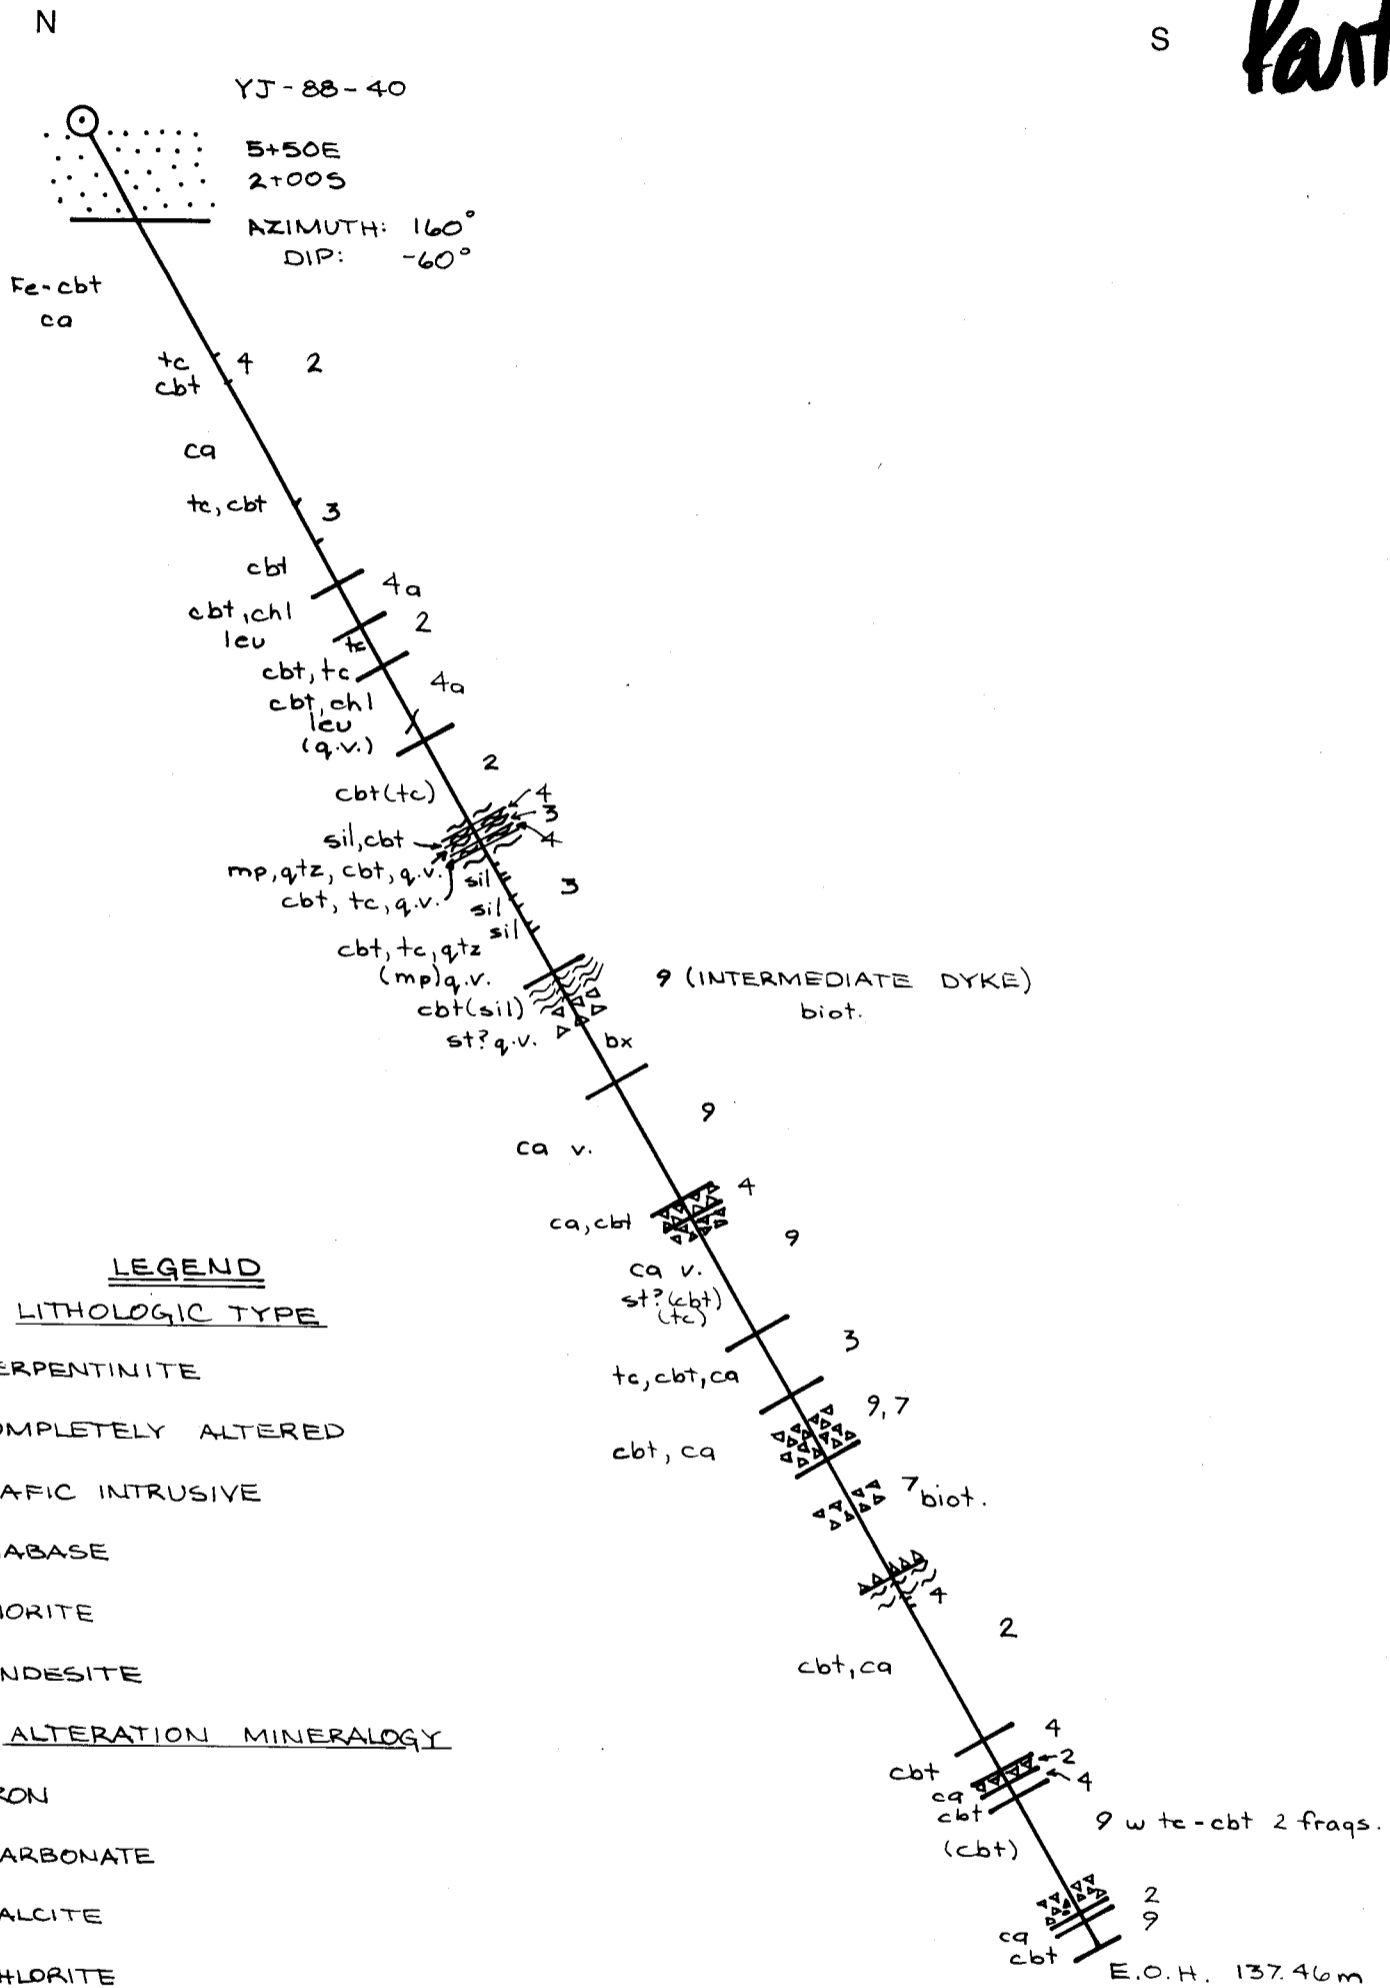 N
S
Part
YJ-88-40
5+50E
2+00S
AZIMUTH: 160°
DIP: -60°
Fe-cbt
ca
tc 4 2
cbt
ca
tc, cbt 3
cbt
4a
cbt, chl
leu
2
tc
cbt, tc
4a
cbt, chl
leu
(q.v.)
2
cbt(tc)
4
3
4
sil, cbt
mp, qtz, cbt, q.v.
cbt, tc, q.v.
sil
3
sil
sil
cbt, tc, qtz
(mp)q.v.
9 (INTERMEDIATE DYKE)
biot.
cbt(sil)
st? q.v.
bx
9
ca v.
4
ca, cbt
9
ca v.
st? (cbt)
(tc)
3
tc, cbt, ca
9, 7
cbt, ca
7 biot.
4
2
cbt, ca
4
2
4
cbt
ca
cbt
9 w tc-cbt 2 frags.
(cbt)
2
9
ca
cbt
E.O.H. 137.46m
LEGEND
LITHOLOGIC TYPE
ERPENTINITE
OMPLETELY ALTERED
AFIC INTRUSIVE
ABASE
IORITE
NDESITE
ALTERATION MINERALOGY
RON
ARBONATE
ALCITE
HLORITE